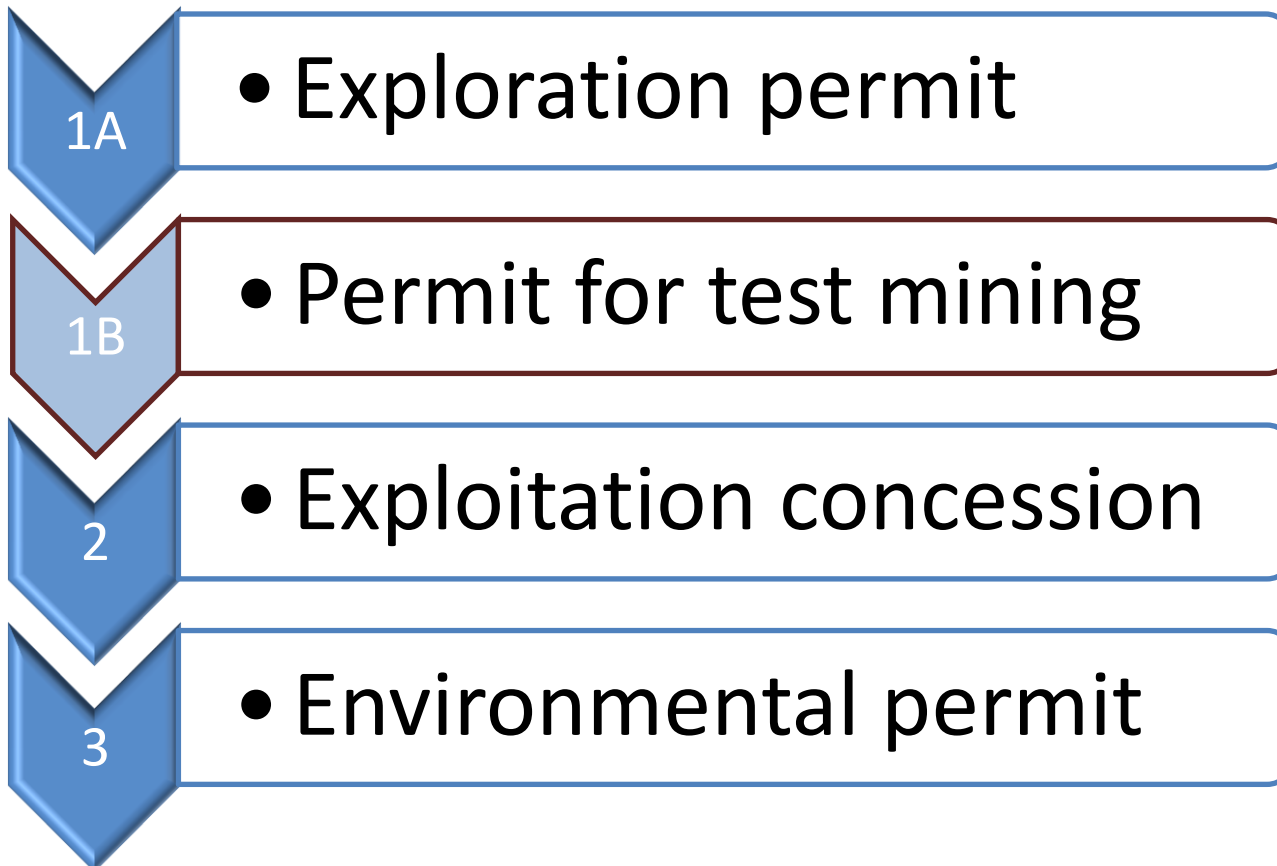 1A
• Exploration permit
1B
• Permit for test mining
2
• Exploitation concession
3
• Environmental permit